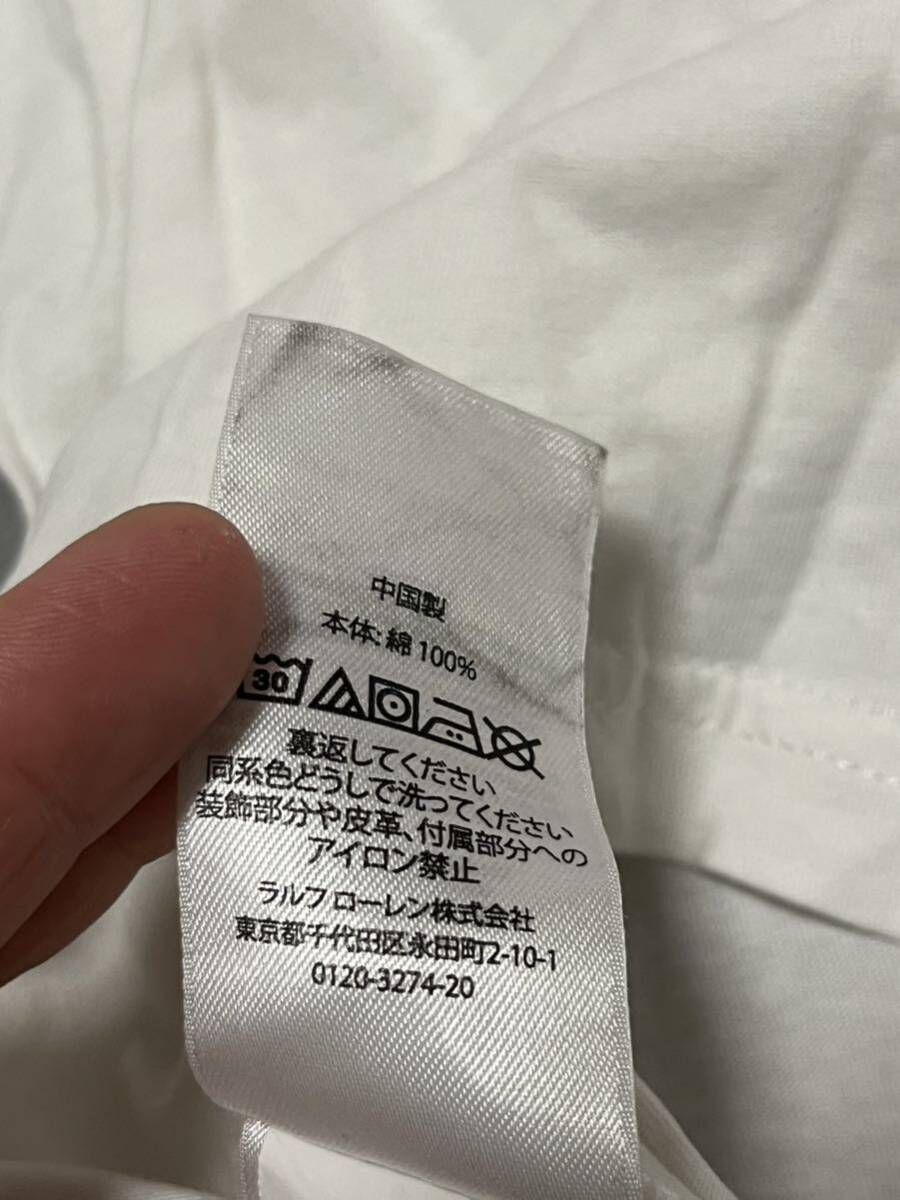 中国製
本体: 綿 100%
30
裏返してください
同系色どうしで洗ってください
装飾部分や皮革、付属部分への
アイロン禁止
ラルフ ローレン株式会社
東京都千代田区永田町2-10-1
0120-3274-20